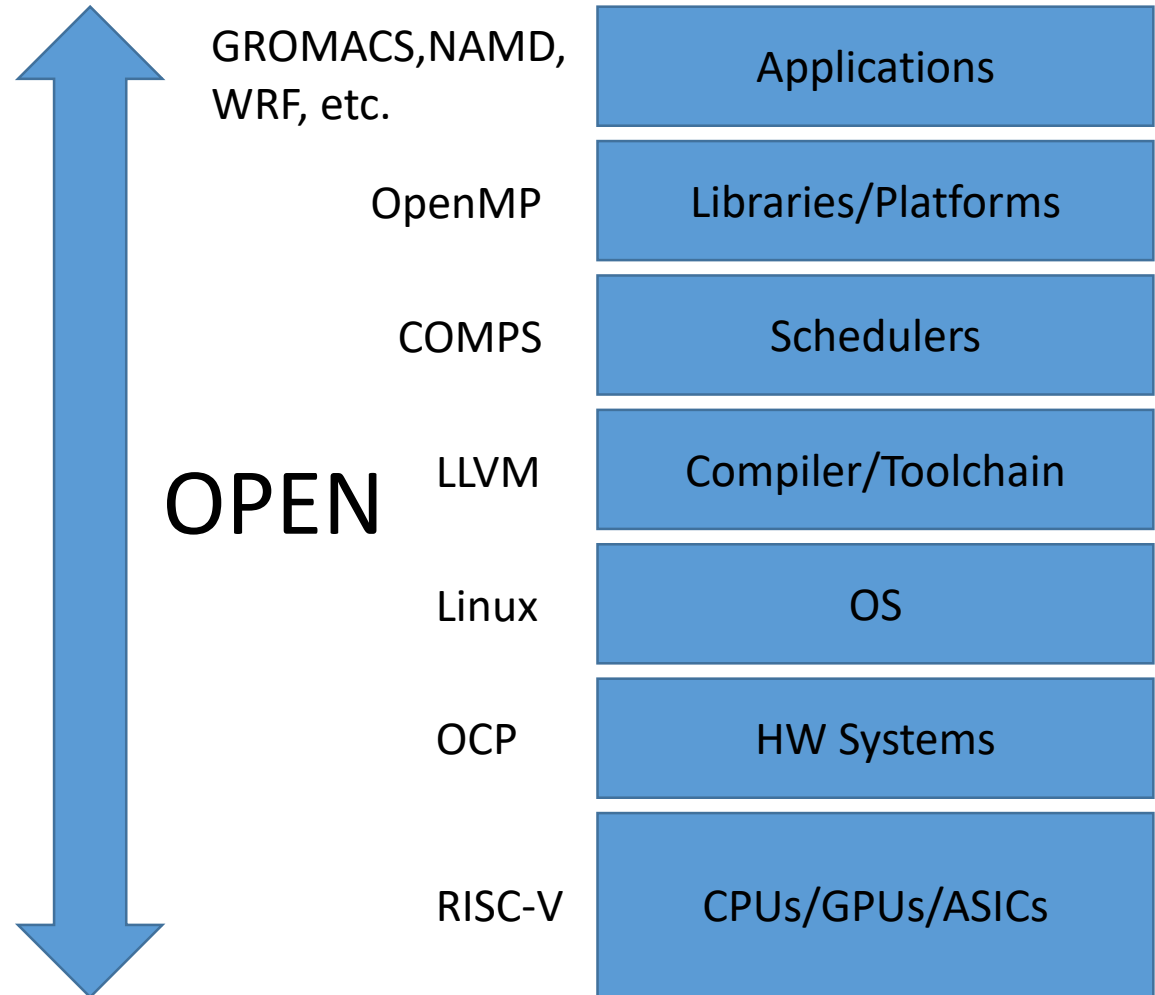 GROMACS,NAMD,
WRF, etc.
Applications
OpenMP
Libraries/Platforms
COMPS
Schedulers
OPEN
LLVM
Compiler/Toolchain
Linux
OS
OCP
HW Systems
RISC-V
CPUs/GPUs/ASICs